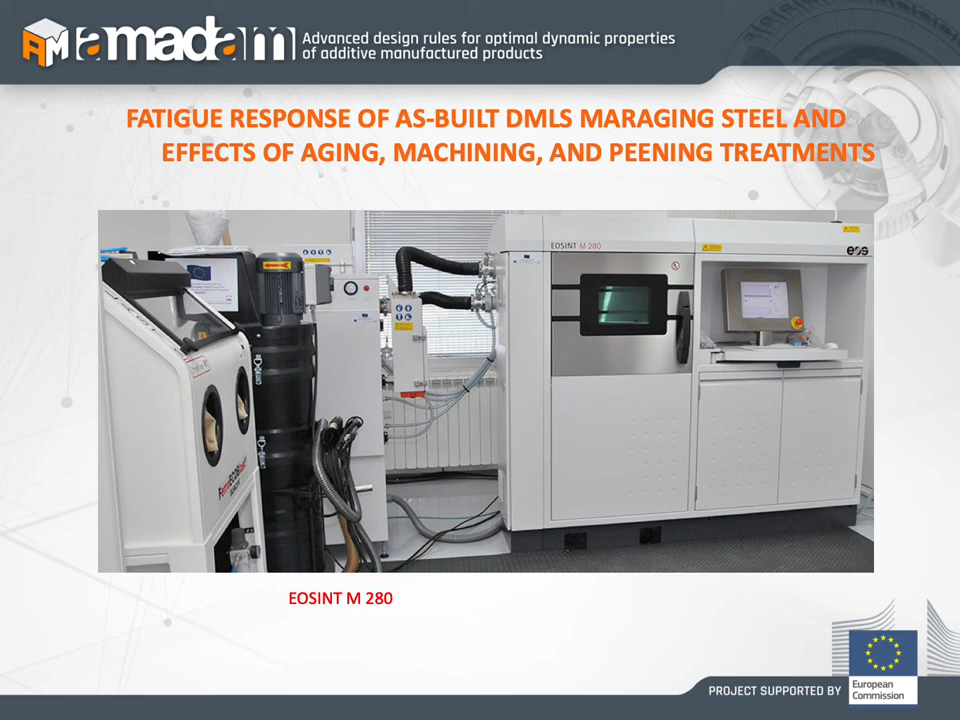 AM amadam
Advanced design rules for optimal dynamic properties
of additive manufactured products
FATIGUE RESPONSE OF AS-BUILT DMLS MARAGING STEEL AND
EFFECTS OF AGING, MACHINING, AND PEENING TREATMENTS
EOSINT M 280
eos
EOSINT M 280
PROJECT SUPPORTED BY
European
Commission